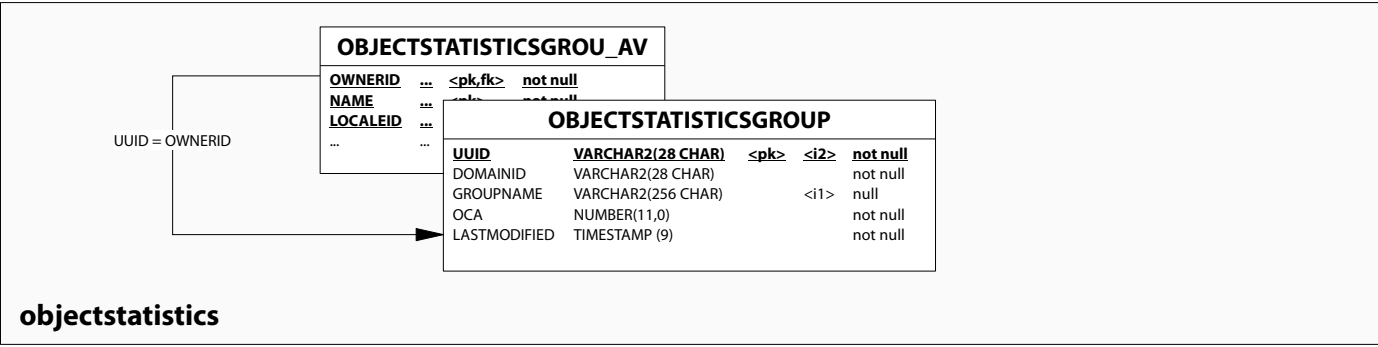 OBJECTSTATISTICSGROU_AV
OWNERID ... <pk,fk> not null
NAME ...
LOCALEID ...
... ...
UUID = OWNERID
OBJECTSTATISTICSGROUP
UUID VARCHAR2(28 CHAR) <pk> <i2> not null
DOMAINID VARCHAR2(28 CHAR) not null
GROUPNAME VARCHAR2(256 CHAR) <i1> null
OCA NUMBER(11,0) not null
LASTMODIFIED TIMESTAMP (9) not null
objectstatistics